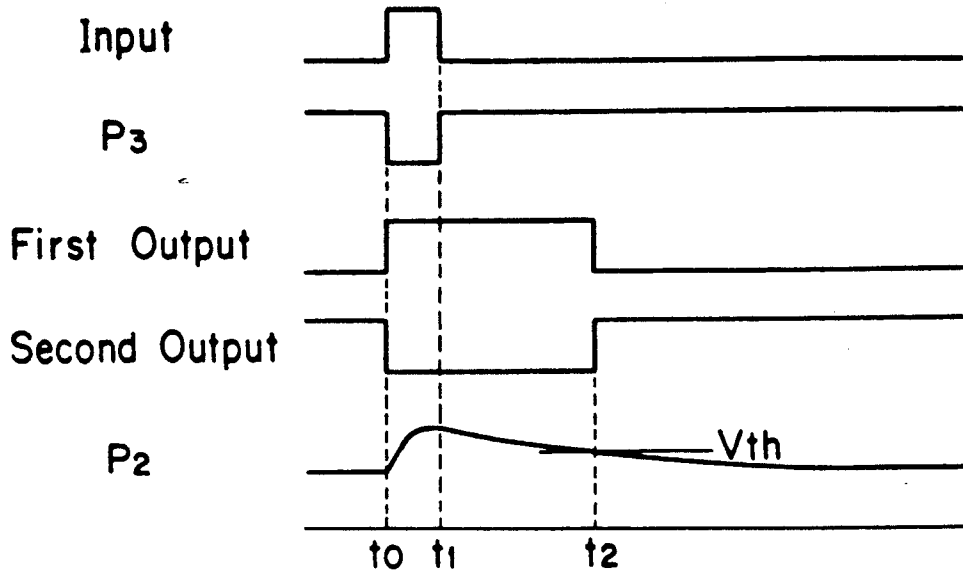 Input
P3
First Output
Second Output
P2
Vth
t0 t1 t2